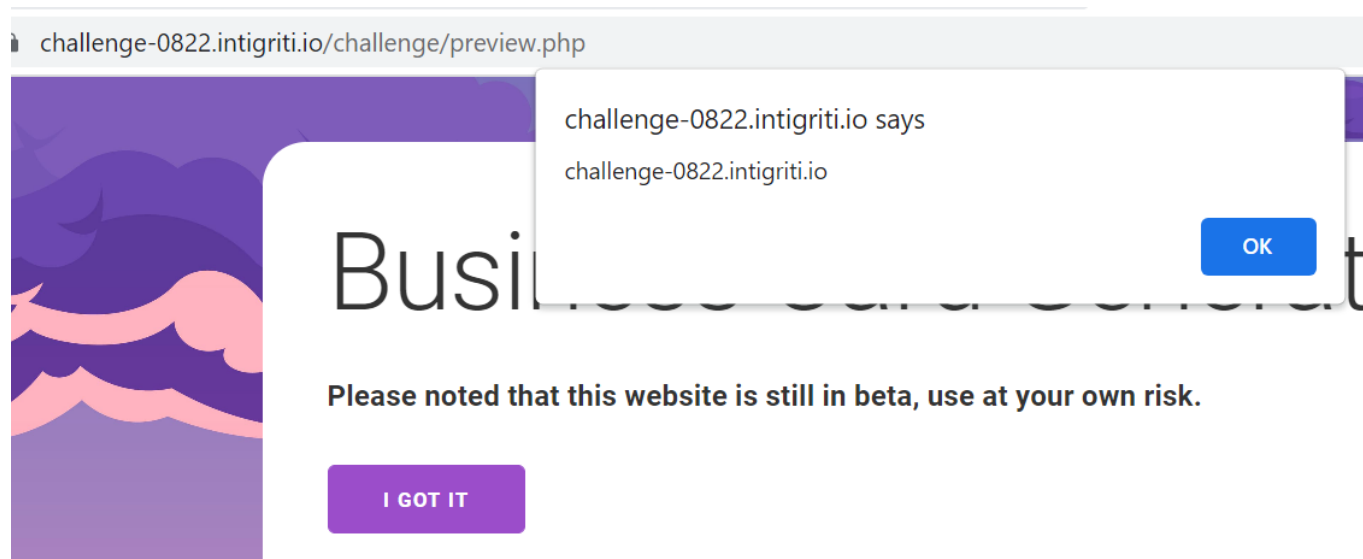 challenge-0822.intigriti.io/challenge/preview.php
challenge-0822.intigriti.io says
challenge-0822.intigriti.io
OK
Busi
Please noted that this website is still in beta, use at your own risk.
I GOT IT